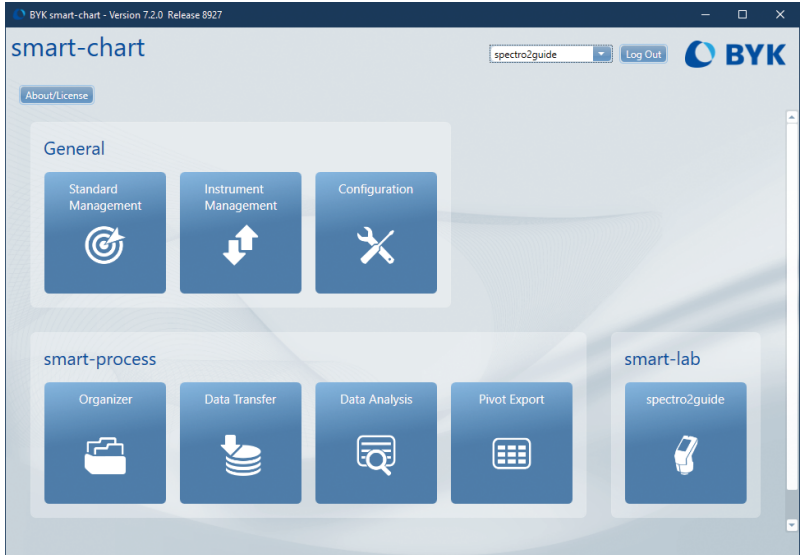 BYK smart-chart - Version 7.2.0 Release 8927
smart-chart
spectro2guide
Log Out
BYK
About/License
General
Standard
Management
Instrument
Management
Configuration
smart-process
Organizer
Data Transfer
Data Analysis
Pivot Export
smart-lab
spectro2guide